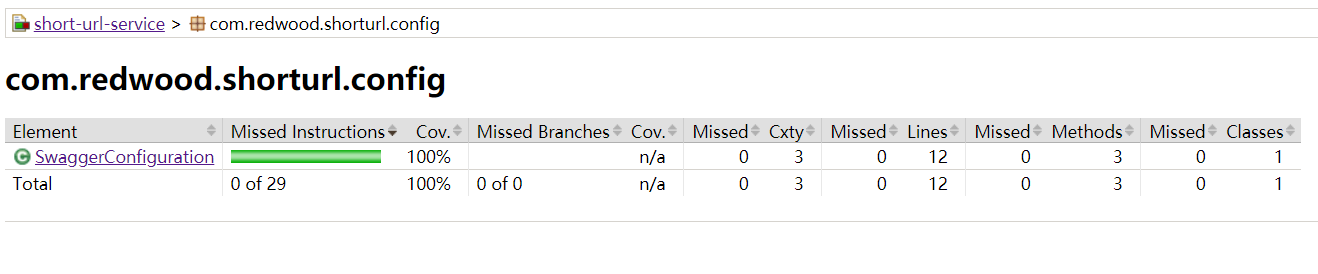 short-url-service > com.redwood.shorturl.config
com.redwood.shorturl.config
Element Missed Instructions Cov. Missed Branches Cov. Missed Cxty Missed Lines Missed Methods Missed Classes
C SwaggerConfiguration 100% n/a 0 3 0 12 0 3 0 1
Total 0 of 29 100% 0 of 0 n/a 0 3 0 12 0 3 0 1